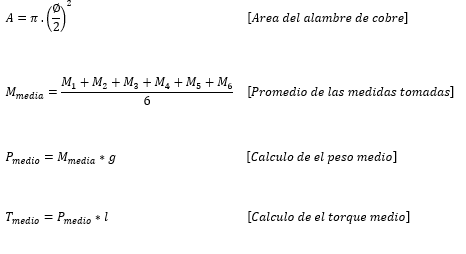 A = π . (Ø/2)² [Area del alambre de cobre]
M_media = (M₁ + M₂ + M₃ + M₄ + M₅ + M₆)/6 [Promedio de las medidas tomadas]
P_medio = M_media * g [Calculo de el peso medio]
T_medio = P_medio * l [Calculo de el torque medio]